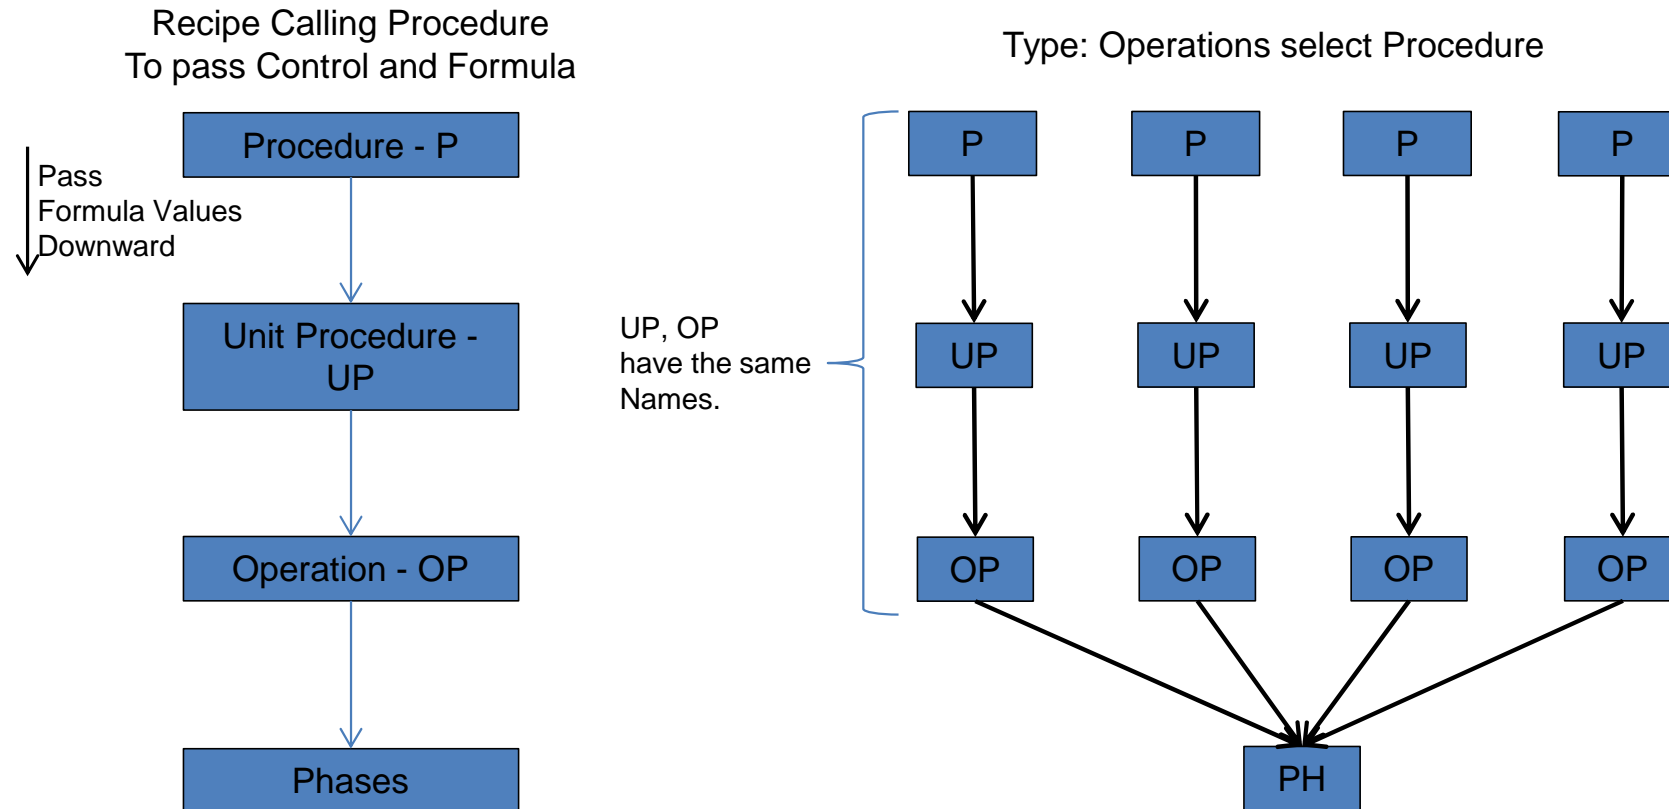 Recipe Calling Procedure
To pass Control and Formula
Procedure - P
Pass
Formula Values
Downward
Unit Procedure -
UP
Operation - OP
Phases
Type: Operations select Procedure
P
P
P
P
UP, OP
have the same
Names.
UP
UP
UP
UP
OP
OP
OP
OP
PH